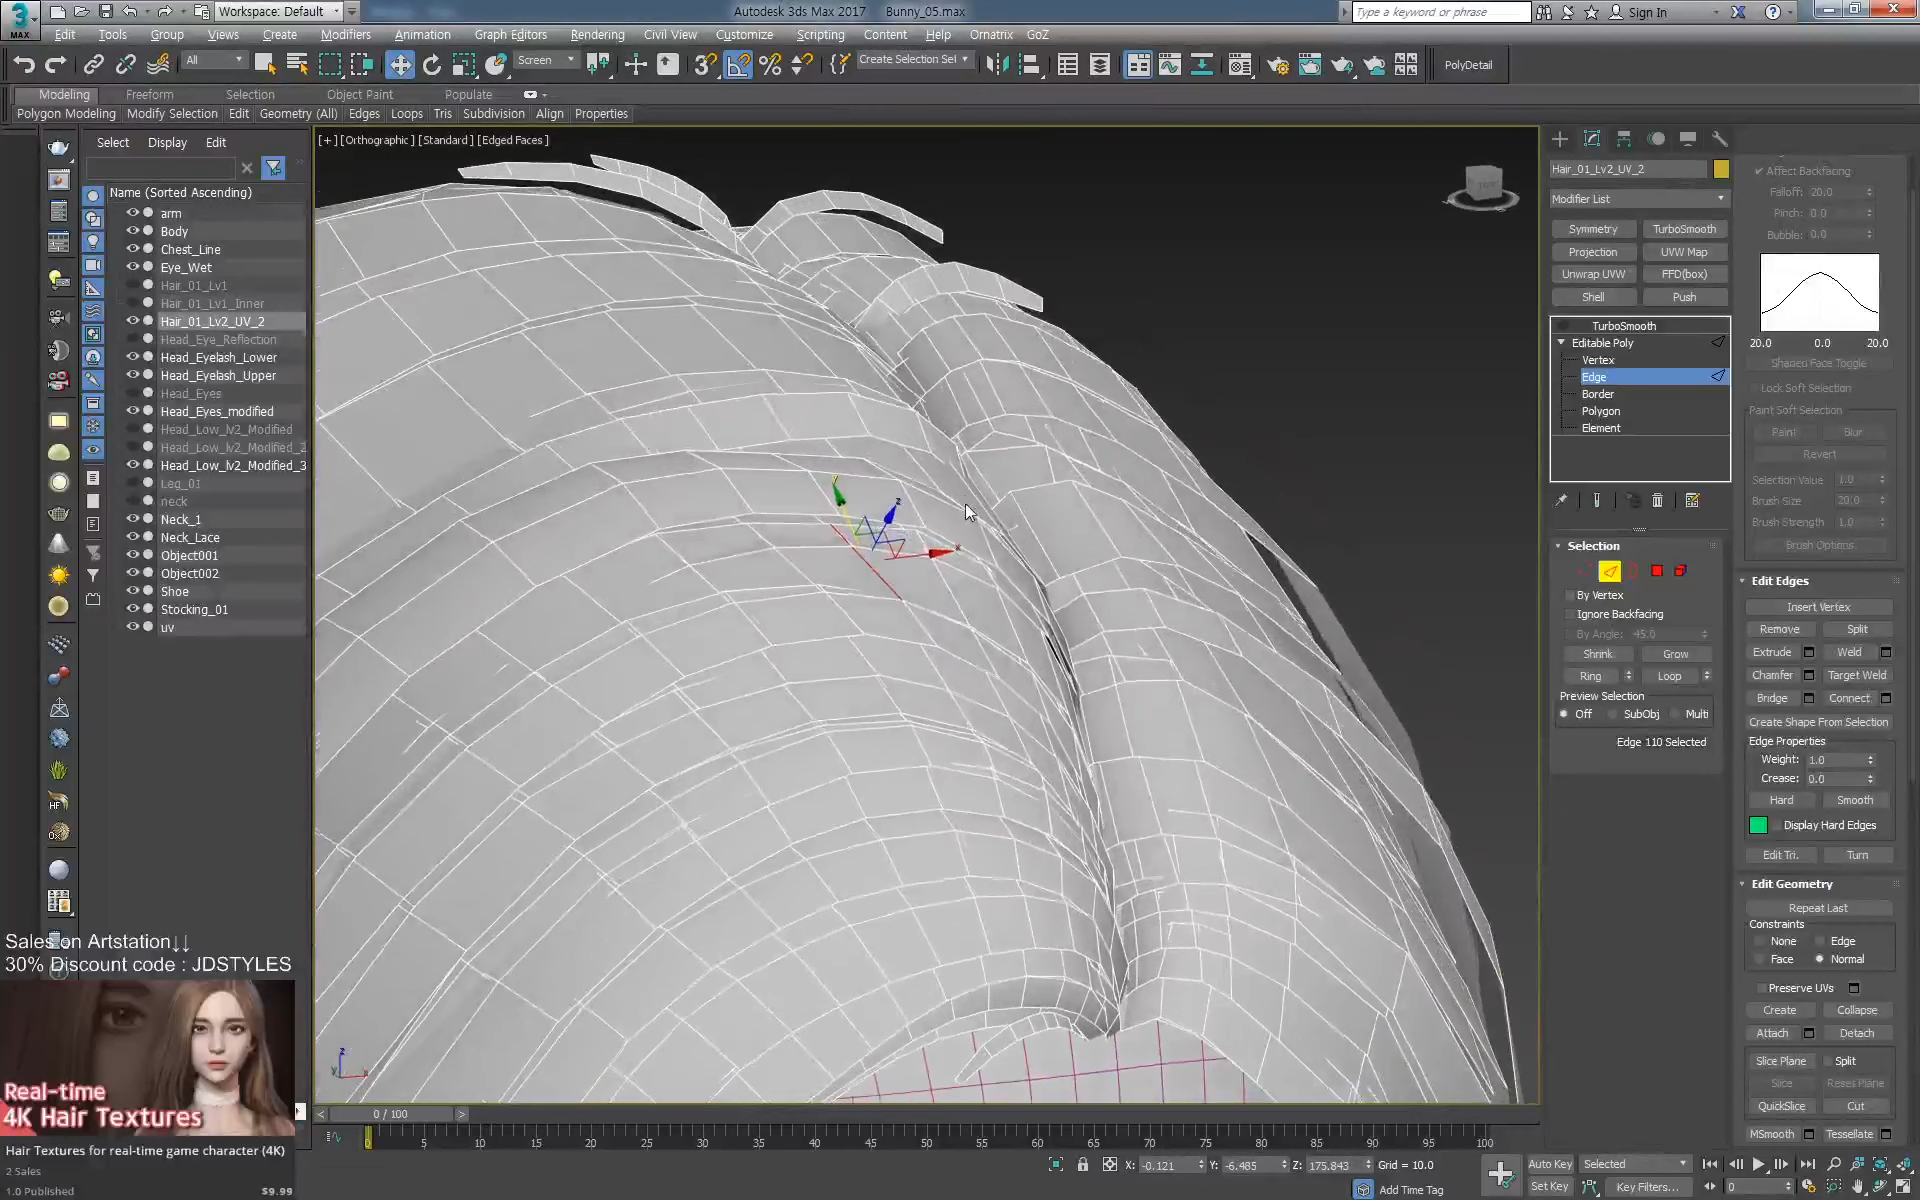 3 MAX
Workspace: Default
Autodesk 3ds Max 2017 Bunny_05.max
Type a keyword or phrase
Sign In
Edit Tools Group Views Create Modifiers Animation Graph Editors Rendering Civil View Customize Scripting Content Help Ornatrix GoZ
All
Screen
Create Selection Sel
PolyDetail
Modeling Freeform Selection Object Paint Populate
Polygon Modeling Modify Selection Edit Geometry (All) Edges Loops Tris Subdivision Align Properties
Select Display Edit
Name (Sorted Ascending)
arm
Body
Chest_Line
Eye_Wet
Hair_01_Lv1
Hair_01_Lv1_Inner
Hair_01_Lv2_UV_2
Head_Eye_Reflection
Head_Eyelash_Lower
Head_Eyelash_Upper
Head_Eyes
Head_Eyes_modified
Head_Low_lv2_Modified
Head_Low_lv2_Modified_2
Head_Low_lv2_Modified_3
Leg_01
neck
Neck_1
Neck_Lace
Object001
Object002
Shoe
Stocking_01
uv
[+] [Orthographic] [Standard] [Edged Faces]
Hair_01_Lv2_UV_2
Modifier List
Symmetry TurboSmooth
Projection UVW Map
Unwrap UVW FFD(box)
Shell Push
TurboSmooth
Editable Poly
Vertex
Edge
Border
Polygon
Element
Selection
By Vertex
Ignore Backfacing
By Angle: 45.0
Shrink Grow
Ring Loop
Preview Selection
Off SubObj Multi
Edge 110 Selected
Affect Backfacing
Falloff: 20.0
Pinch: 0.0
Bubble: 0.0
20.0 0.0 20.0
Shaded Face Toggle
Lock Soft Selection
Paint Soft Selection
Paint Blur
Revert
Selection Value 1.0
Brush Size 20.0
Brush Strength 1.0
Brush Options
Edit Edges
Insert Vertex
Remove Split
Extrude Weld
Chamfer Target Weld
Bridge Connect
Create Shape From Selection
Edge Properties
Weight: 1.0
Crease: 0.0
Hard Smooth
Display Hard Edges
Edit Tri. Turn
Edit Geometry
Repeat Last
Constraints
None Edge
Face Normal
Preserve UVs
Create Collapse
Attach Detach
Slice Plane Split
Slice Reset Plane
QuickSlice Cut
MSmooth Tessellate
Sales on Artstation↓↓
30% Discount code : JDSTYLES
Real-time
4K Hair Textures
Hair Textures for real-time game character (4K)
2 Sales
1.0 Published $9.99
0 / 100
0 5 10 15 20 25 30 35 40 45 50 55 60 65 70 75 80 85 90 95 100
X: -0.121 Y: -6.485 Z: 175.843 Grid = 10.0
Add Time Tag
Auto Key Selected
Set Key Key Filters...
0